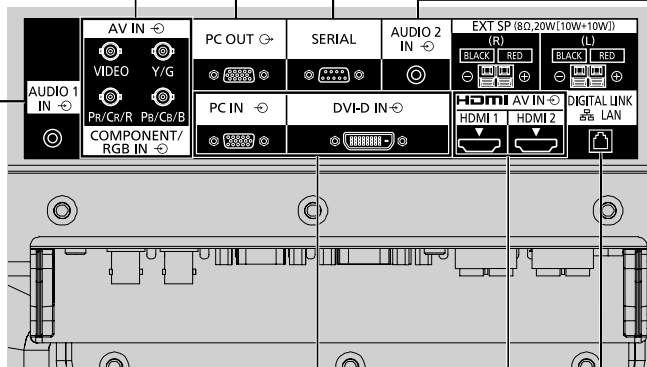 AUDIO 1
IN
AV IN
VIDEO
Y/G
PR/CR/R
PB/CB/B
COMPONENT/
RGB IN
PC OUT
SERIAL
AUDIO 2
IN
EXT SP (8Ω,20W[10W+10W])
(R)
(L)
BLACK
RED
BLACK
RED
PC IN
DVI-D IN
HDMI AV IN
HDMI 1
HDMI 2
DIGITAL LINK
LAN